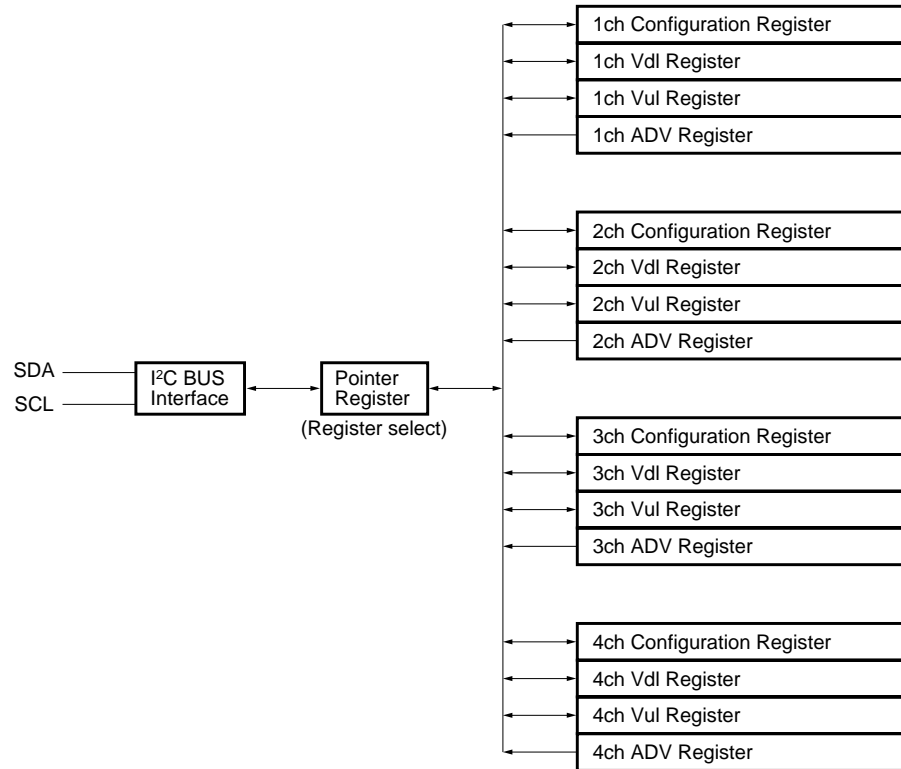 1ch Configuration Register
1ch Vdl Register
1ch Vul Register
1ch ADV Register
2ch Configuration Register
2ch Vdl Register
2ch Vul Register
2ch ADV Register
SDA
SCL
I²C BUS
Interface
Pointer
Register
(Register select)
3ch Configuration Register
3ch Vdl Register
3ch Vul Register
3ch ADV Register
4ch Configuration Register
4ch Vdl Register
4ch Vul Register
4ch ADV Register